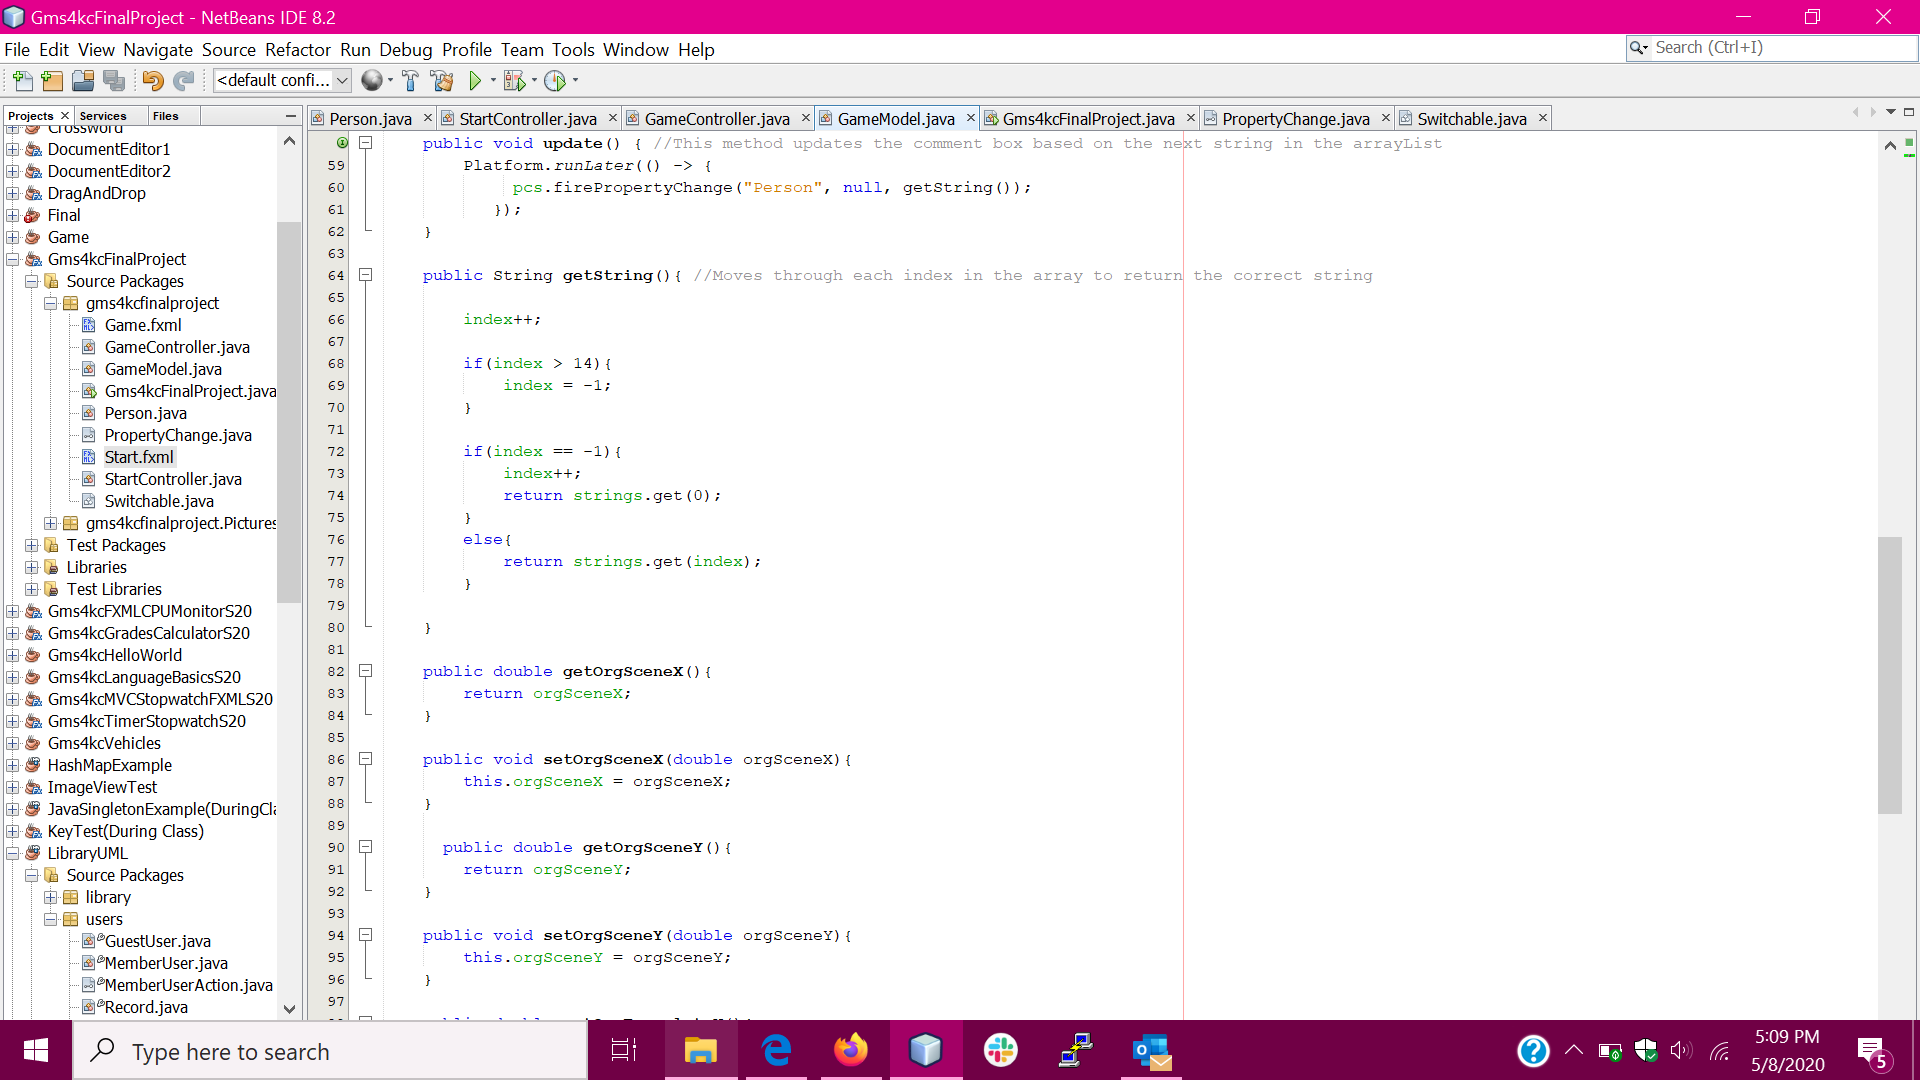 Gms4kcFinalProject - NetBeans IDE 8.2
File Edit View Navigate Source Refactor Run Debug Profile Team Tools Window Help
Search (Ctrl+I)
<default confi...
Projects Services Files
Person.java StartController.java GameController.java GameModel.java Gms4kcFinalProject.java PropertyChange.java Switchable.java
Crossword
DocumentEditor1
DocumentEditor2
DragAndDrop
Final
Game
Gms4kcFinalProject
Source Packages
gms4kcfinalproject
Game.fxml
GameController.java
GameModel.java
Gms4kcFinalProject.java
Person.java
PropertyChange.java
Start.fxml
StartController.java
Switchable.java
gms4kcfinalproject.Pictures
Test Packages
Libraries
Test Libraries
Gms4kcFXMLCPUMonitorS20
Gms4kcGradesCalculatorS20
Gms4kcHelloWorld
Gms4kcLanguageBasicsS20
Gms4kcMVCStopwatchFXMLS20
Gms4kcTimerStopwatchS20
Gms4kcVehicles
HashMapExample
ImageViewTest
JavaSingletonExample(DuringCla
KeyTest(During Class)
LibraryUML
Source Packages
library
users
GuestUser.java
MemberUser.java
MemberUserAction.java
Record.java
public void update() { //This method updates the comment box based on the next string in the arrayList
59 Platform.runLater(() -> {
60 pcs.firePropertyChange("Person", null, getString());
61 });
62 }
63
64 public String getString(){ //Moves through each index in the array to return the correct string
65
66 index++;
67
68 if(index > 14){
69 index = -1;
70 }
71
72 if(index == -1){
73 index++;
74 return strings.get(0);
75 }
76 else{
77 return strings.get(index);
78 }
79
80 }
81
82 public double getOrgSceneX(){
83 return orgSceneX;
84 }
85
86 public void setOrgSceneX(double orgSceneX){
87 this.orgSceneX = orgSceneX;
88 }
89
90 public double getOrgSceneY(){
91 return orgSceneY;
92 }
93
94 public void setOrgSceneY(double orgSceneY){
95 this.orgSceneY = orgSceneY;
96 }
97
Type here to search
5:09 PM
5/8/2020
5